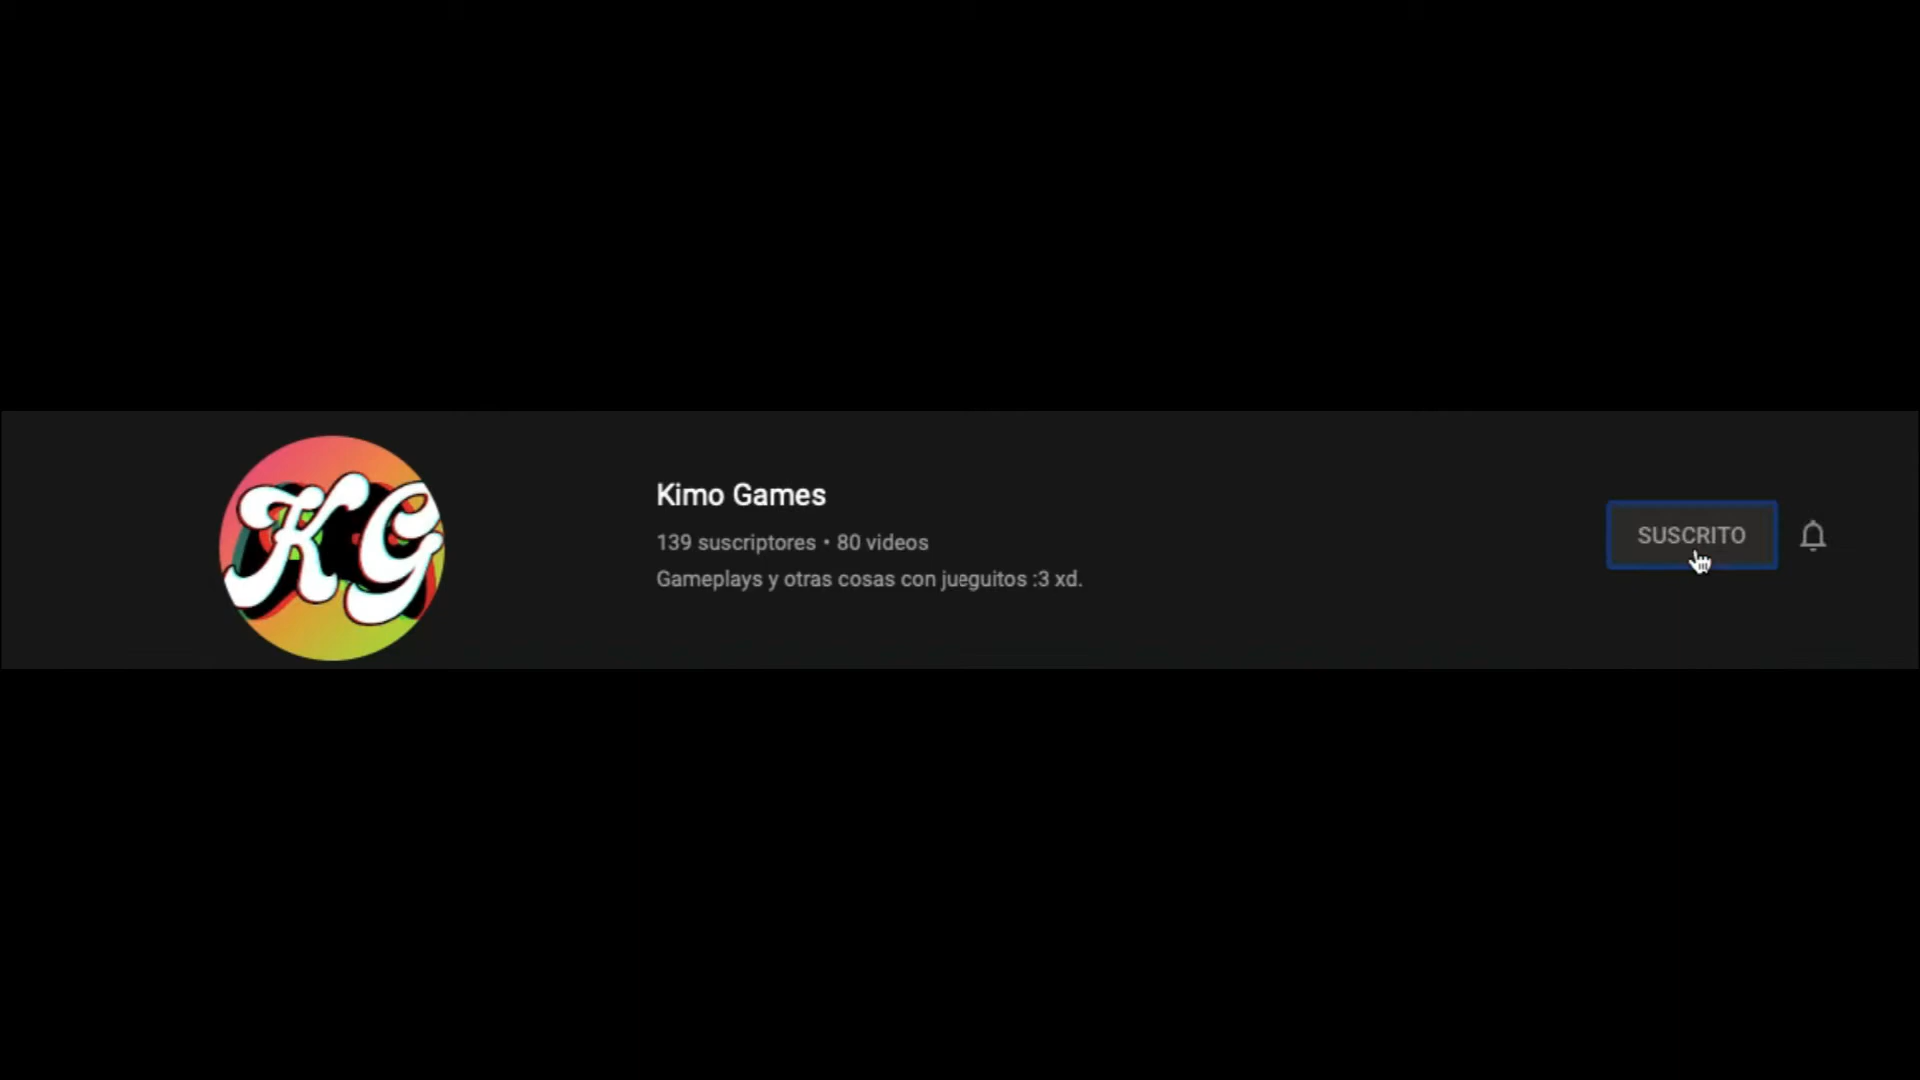 KG
Kimo Games
139 suscriptores • 80 videos
Gameplays y otras cosas con jueguitos :3 xd.
SUSCRITO